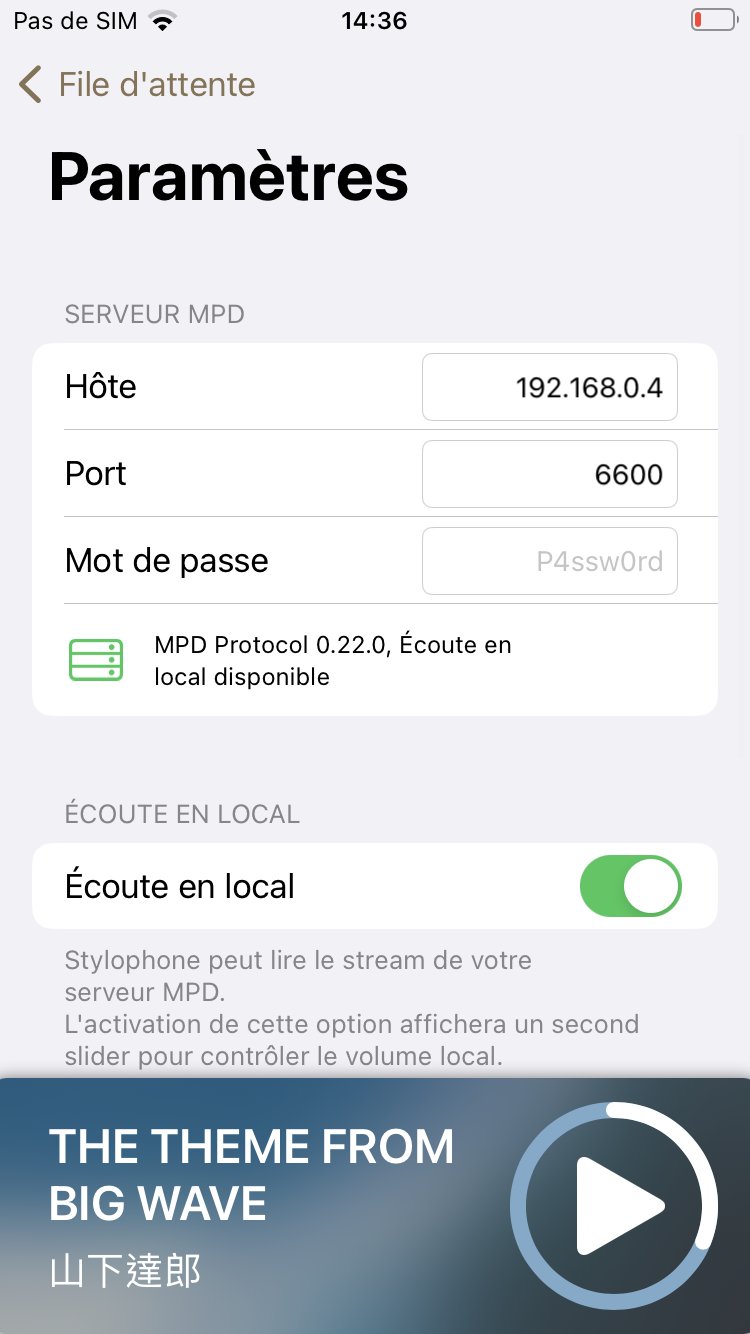 Pas de SIM
14:36
File d'attente
Paramètres
SERVEUR MPD
Hôte
192.168.0.4
Port
6600
Mot de passe
P4ssw0rd
MPD Protocol 0.22.0, Écoute en
local disponible
ÉCOUTE EN LOCAL
Écoute en local
Stylophone peut lire le stream de votre
serveur MPD.
L'activation de cette option affichera un second
slider pour contrôler le volume local.
THE THEME FROM
BIG WAVE
山下達郎